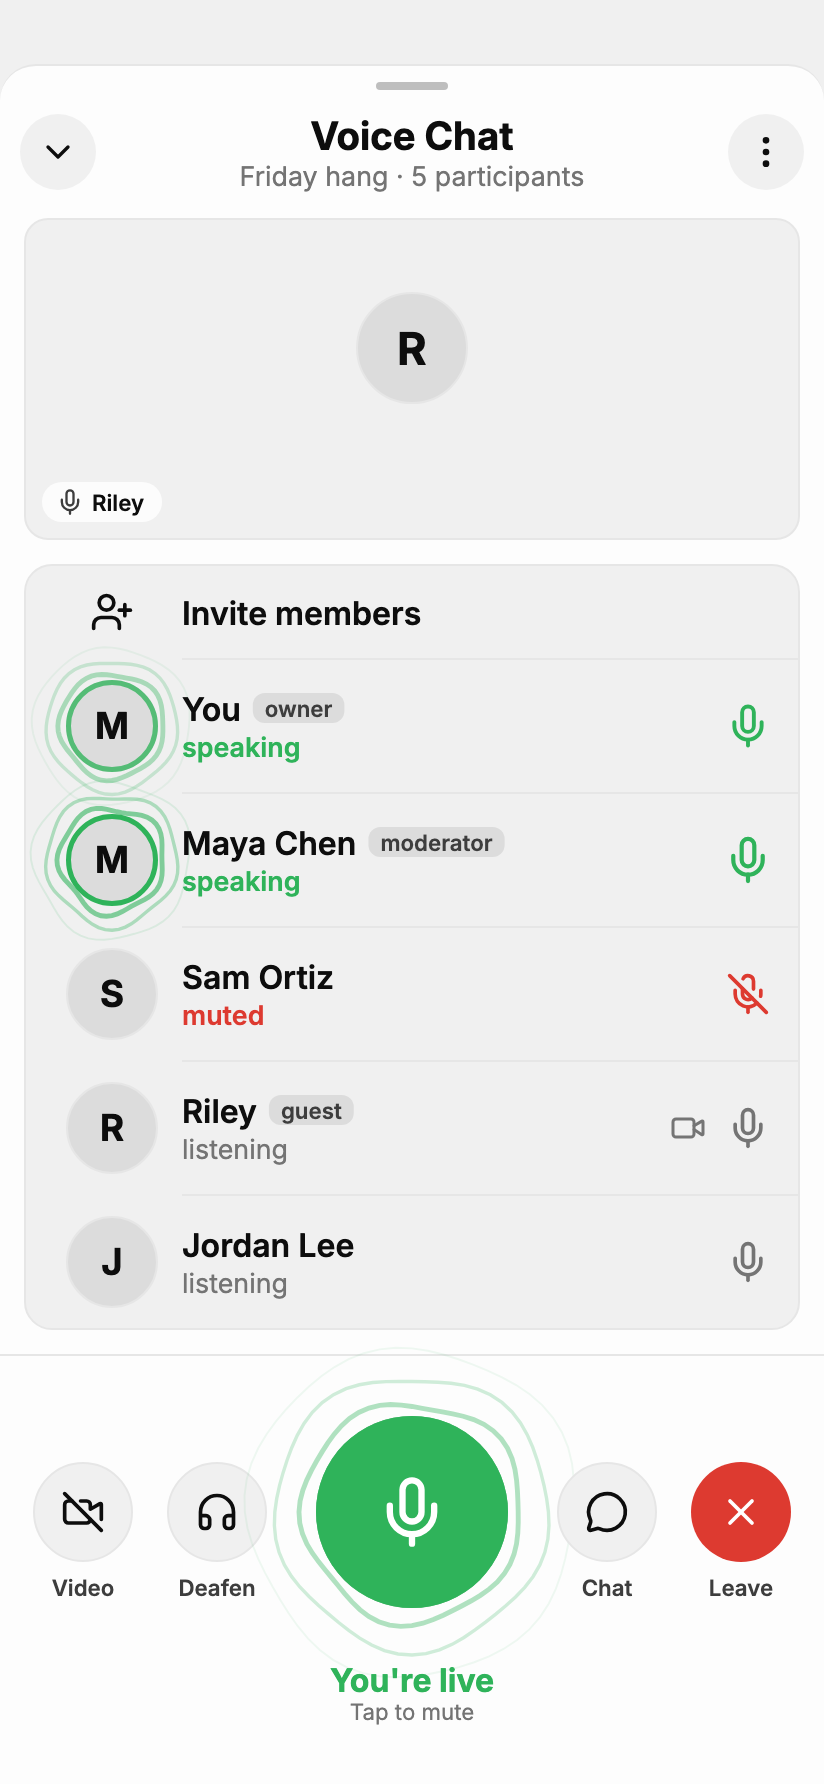 Voice Chat
Friday hang · 5 participants
R
Riley
Invite members
M
You owner
speaking
M
Maya Chen moderator
speaking
S
Sam Ortiz
muted
R
Riley guest
listening
J
Jordan Lee
listening
Video
Deafen
Chat
Leave
You're live
Tap to mute